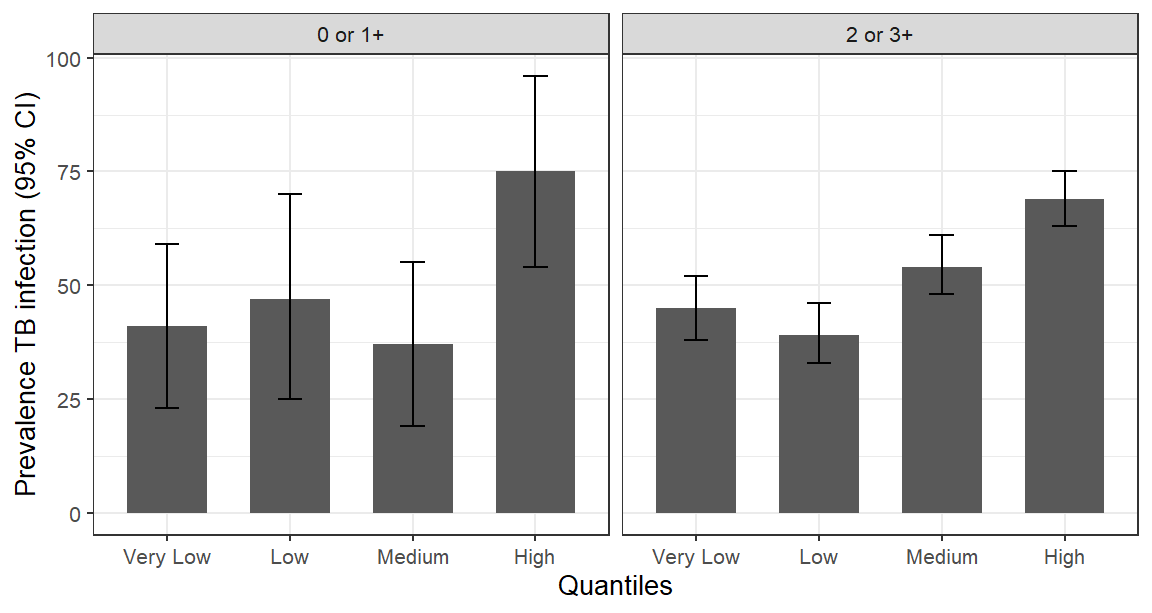 0 or 1+
2 or 3+
Prevalence TB infection (95% CI)
100
75
50
25
0
Very Low Low Medium High
Very Low Low Medium High
Quantiles